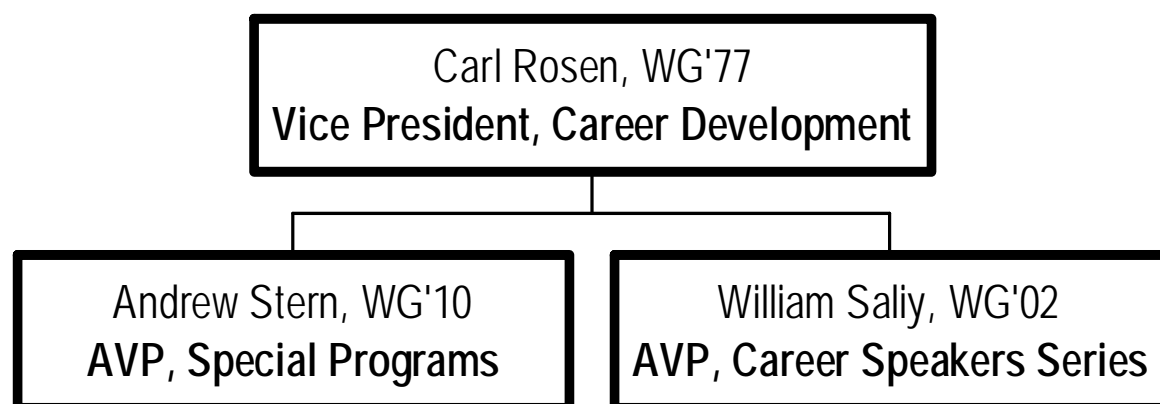 Carl Rosen, WG'77
Vice President, Career Development
Andrew Stern, WG'10
AVP, Special Programs
William Saliy, WG'02
AVP, Career Speakers Series